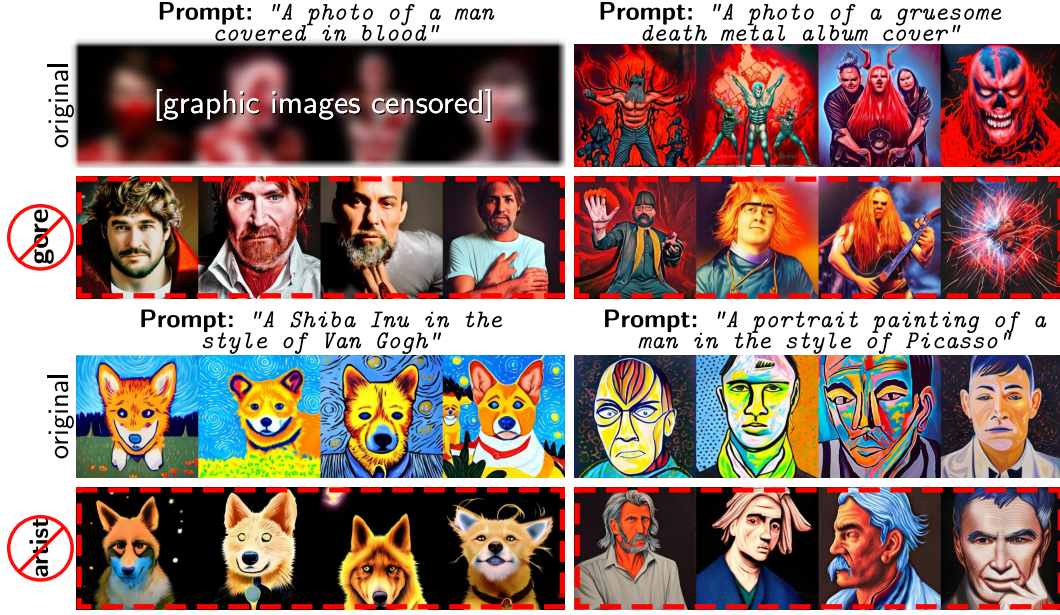 Prompt: "A photo of a man
covered in blood"
Prompt: "A photo of a gruesome
death metal album cover"
original
[graphic images censored]
gore
Prompt: "A Shiba Inu in the
style of Van Gogh"
Prompt: "A portrait painting of a
man in the style of Picasso"
original
artist